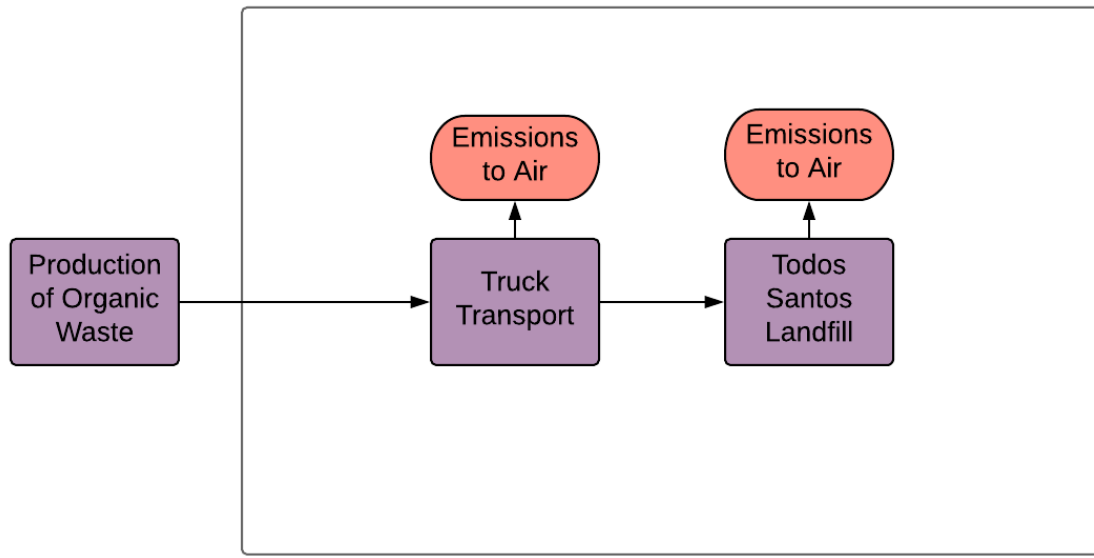 Emissions
to Air
Emissions
to Air
Production
of Organic
Waste
Truck
Transport
Todos
Santos
Landfill